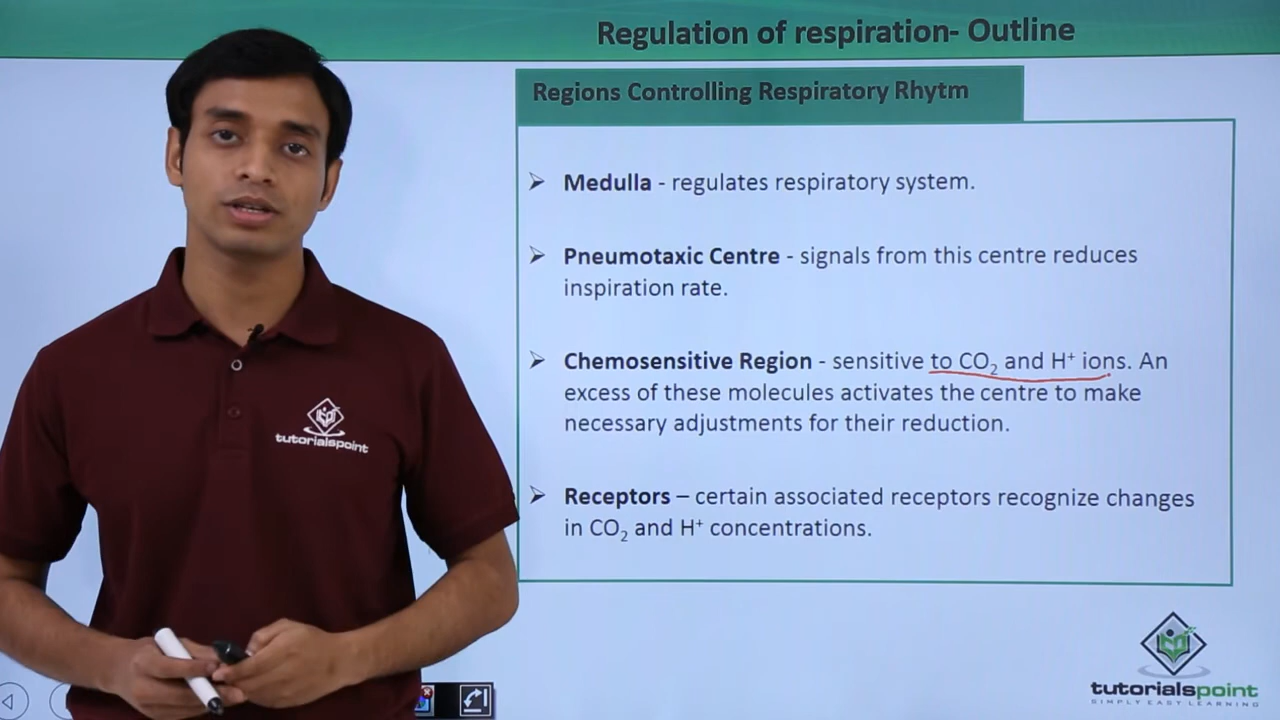 Regulation of respiration- Outline
Regions Controlling Respiratory Rhytm
➢ Medulla - regulates respiratory system.
➢ Pneumotaxic Centre - signals from this centre reduces
inspiration rate.
➢ Chemosensitive Region - sensitive to CO₂ and H⁺ ions. An
excess of these molecules activates the centre to make
necessary adjustments for their reduction.
➢ Receptors – certain associated receptors recognize changes
in CO₂ and H⁺ concentrations.
tutorialspoint
tutorialspoint
SIMPLY EASY LEARNING